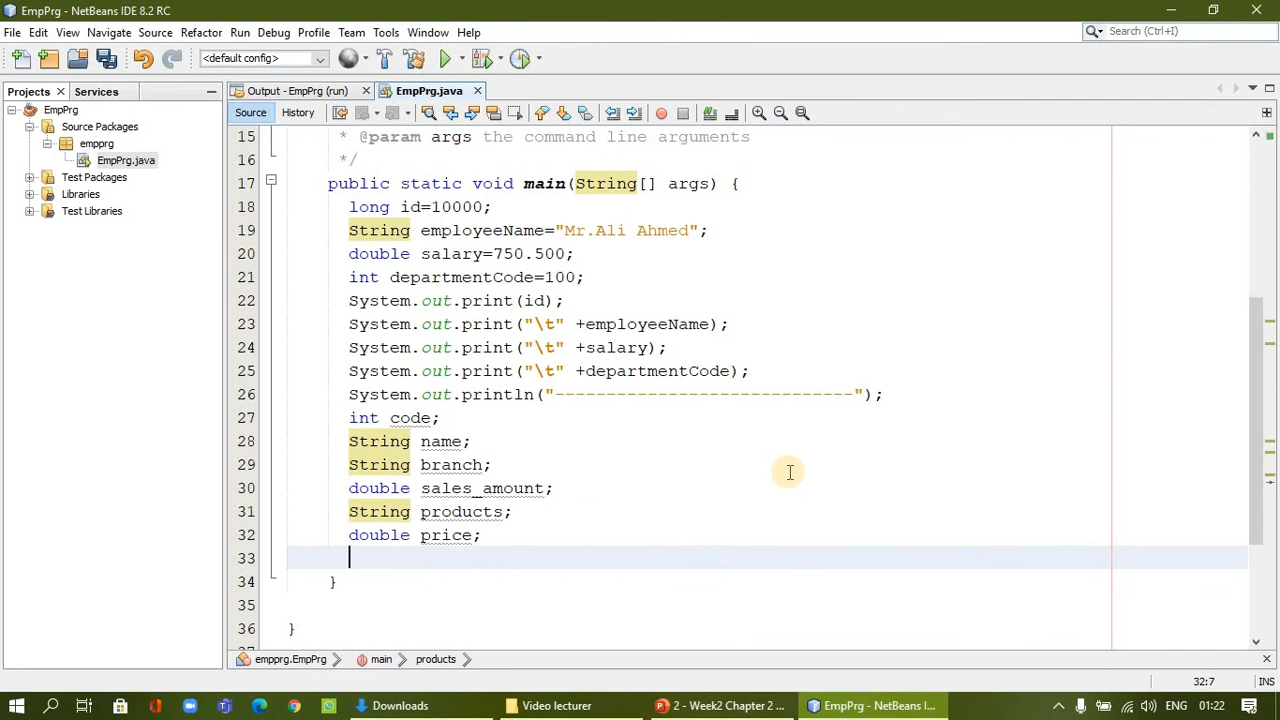 EmpPrg - NetBeans IDE 8.2 RC
File Edit View Navigate Source Refactor Run Debug Profile Team Tools Window Help
Search (Ctrl+I)
<default config>
Projects Services
Output - EmpPrg (run) EmpPrg.java
Source History
EmpPrg
Source Packages
empprg
EmpPrg.java
Test Packages
Libraries
Test Libraries
15 * @param args the command line arguments
16 */
17 public static void main(String[] args) {
18 long id=10000;
19 String employeeName="Mr.Ali Ahmed";
20 double salary=750.500;
21 int departmentCode=100;
22 System.out.print(id);
23 System.out.print("\t" +employeeName);
24 System.out.print("\t" +salary);
25 System.out.print("\t" +departmentCode);
26 System.out.println("-----------------------------");
27 int code;
28 String name;
29 String branch;
30 double sales_amount;
31 String products;
32 double price;
33
34 }
35
36 }
empprg.EmpPrg main products
32:7 INS
Downloads Video lecturer 2 - Week2 Chapter 2 ... EmpPrg - NetBeans I... ENG 01:22